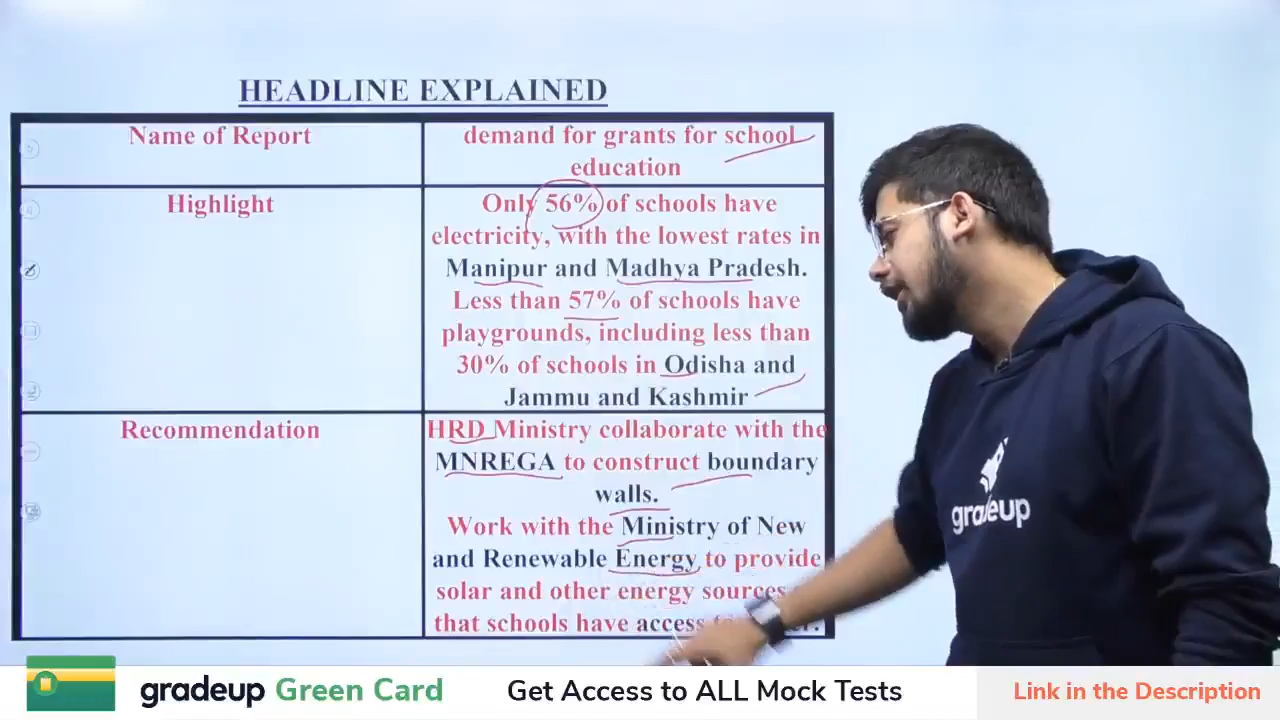 HEADLINE EXPLAINED
Name of Report
demand for grants for school
education
Highlight
Only 56% of schools have
electricity, with the lowest rates in
Manipur and Madhya Pradesh.
Less than 57% of schools have
playgrounds, including less than
30% of schools in Odisha and
Jammu and Kashmir
Recommendation
HRD Ministry collaborate with the
MNREGA to construct boundary
walls.
Work with the Ministry of New
and Renewable Energy to provide
solar and other energy sources
that schools have access
gradeup
gradeup Green Card
Get Access to ALL Mock Tests
Link in the Description